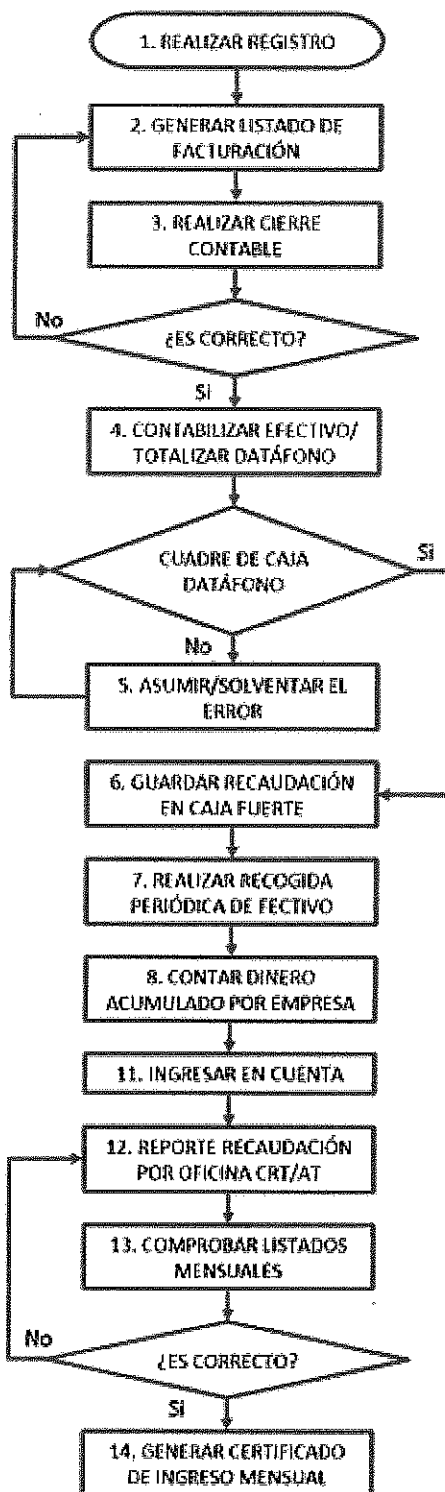 1. REALIZAR REGISTRO
2. GENERAR LISTADO DE
FACTURACIÓN
3. REALIZAR CIERRE
CONTABLE
No
¿ES CORRECTO?
Si
4. CONTABILIZAR EFECTIVO/
TOTALIZAR DATÁFONO
CUADRE DE CAJA
DATÁFONO
Si
No
5. ASUMIR/SOLVENTAR EL
ERROR
6. GUARDAR RECAUDACIÓN
EN CAJA FUERTE
7. REALIZAR RECOGIDA
PERIÓDICA DE FECTIVO
8. CONTAR DINERO
ACUMULADO POR EMPRESA
11. INGRESAR EN CUENTA
12. REPORTE RECAUDACIÓN
POR OFICINA CRT/AT
13. COMPROBAR LISTADOS
MENSUALES
No
¿ES CORRECTO?
Si
14. GENERAR CERTIFICADO
DE INGRESO MENSUAL